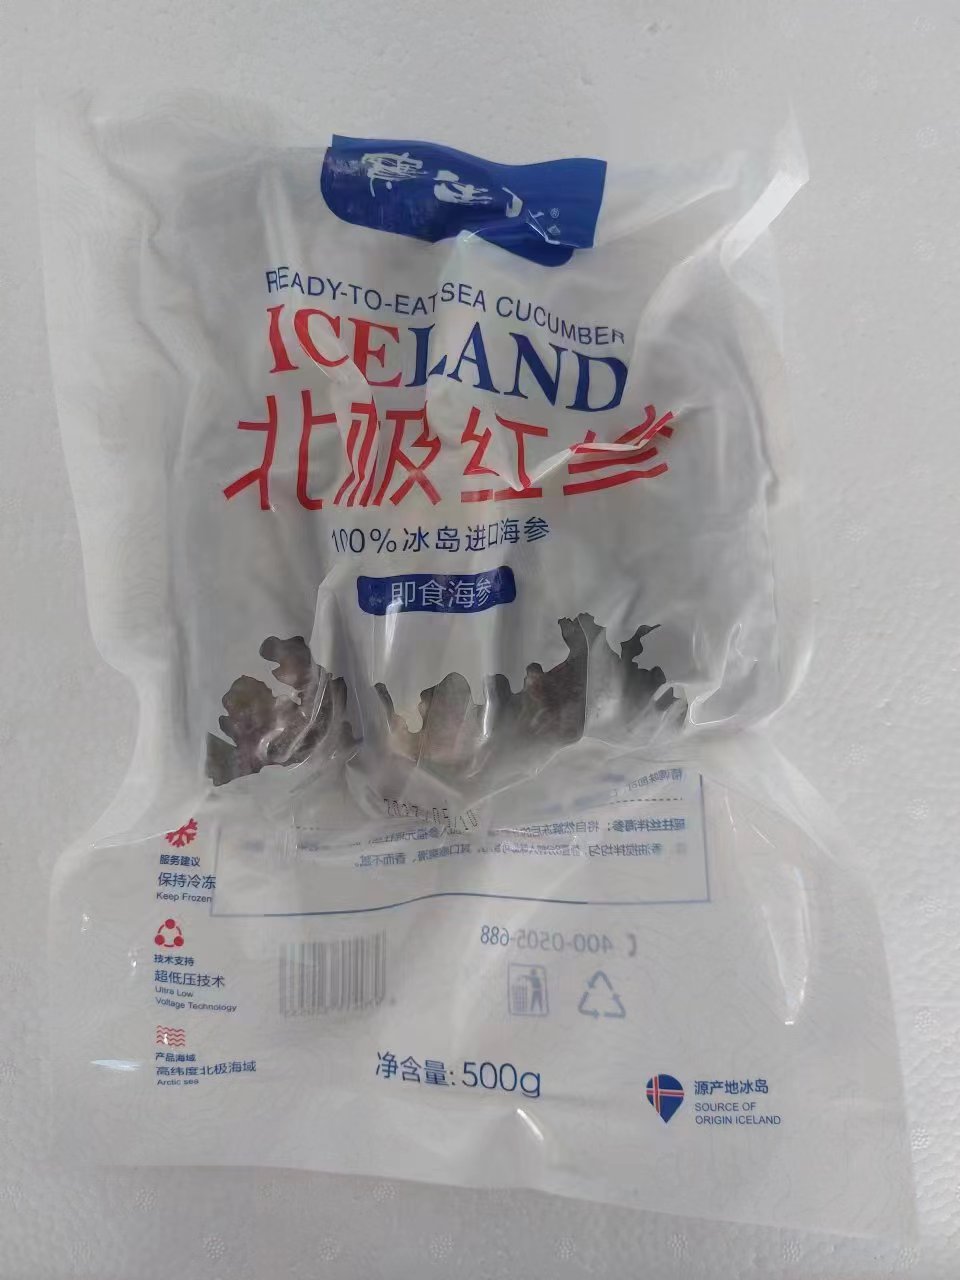 READY-TO-EAT SEA CUCUMBER
ICELAND
北极红参
100%冰岛进口海参
即食海参
服务建议
保持冷冻
Keep Frozen
技术支持
超低压技术
Ultra Low
Voltage Technology
产品海域
高纬度北极海域
Arctic sea
400-0505-688
净含量:500g
源产地冰岛
SOURCE OF
ORIGIN ICELAND